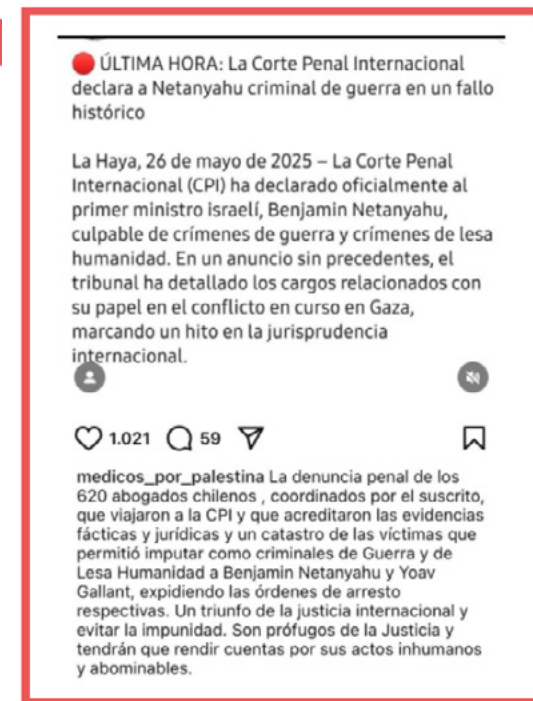 🔴 ÚLTIMA HORA: La Corte Penal Internacional
declara a Netanyahu criminal de guerra en un fallo
histórico
La Haya, 26 de mayo de 2025 – La Corte Penal
Internacional (CPI) ha declarado oficialmente al
primer ministro israelí, Benjamin Netanyahu,
culpable de crímenes de guerra y crímenes de lesa
humanidad. En un anuncio sin precedentes, el
tribunal ha detallado los cargos relacionados con
su papel en el conflicto en curso en Gaza,
marcando un hito en la jurisprudencia
internacional.
1.021 59
medicos_por_palestina La denuncia penal de los
620 abogados chilenos , coordinados por el suscrito,
que viajaron a la CPI y que acreditaron las evidencias
fácticas y jurídicas y un catastro de las víctimas que
permitió imputar como criminales de Guerra y de
Lesa Humanidad a Benjamin Netanyahu y Yoav
Gallant, expidiendo las órdenes de arresto
respectivas. Un triunfo de la justicia internacional y
evitar la impunidad. Son prófugos de la Justicia y
tendrán que rendir cuentas por sus actos inhumanos
y abominables.